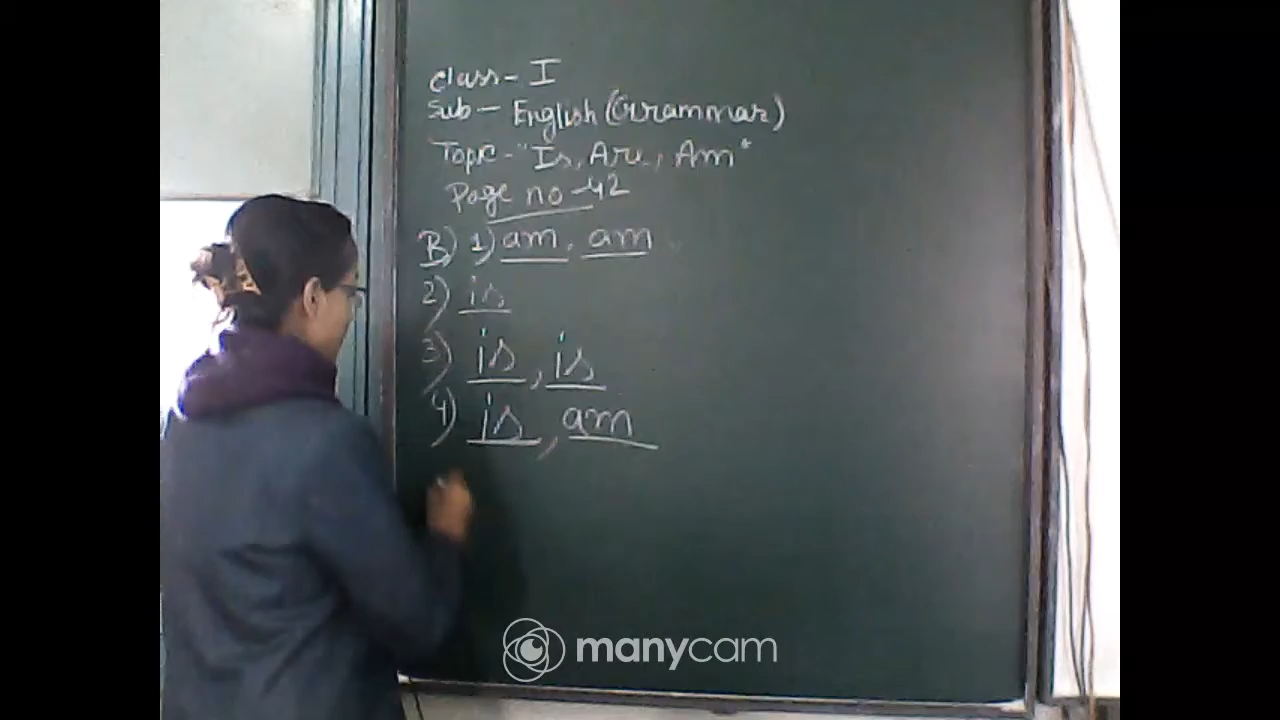 Class - I
Sub - English (Grammar)
Topic - "Is, Are, Am"
Page no - 42
B) 1) am, am
2) is
3) is, is
4) is, am
manycam